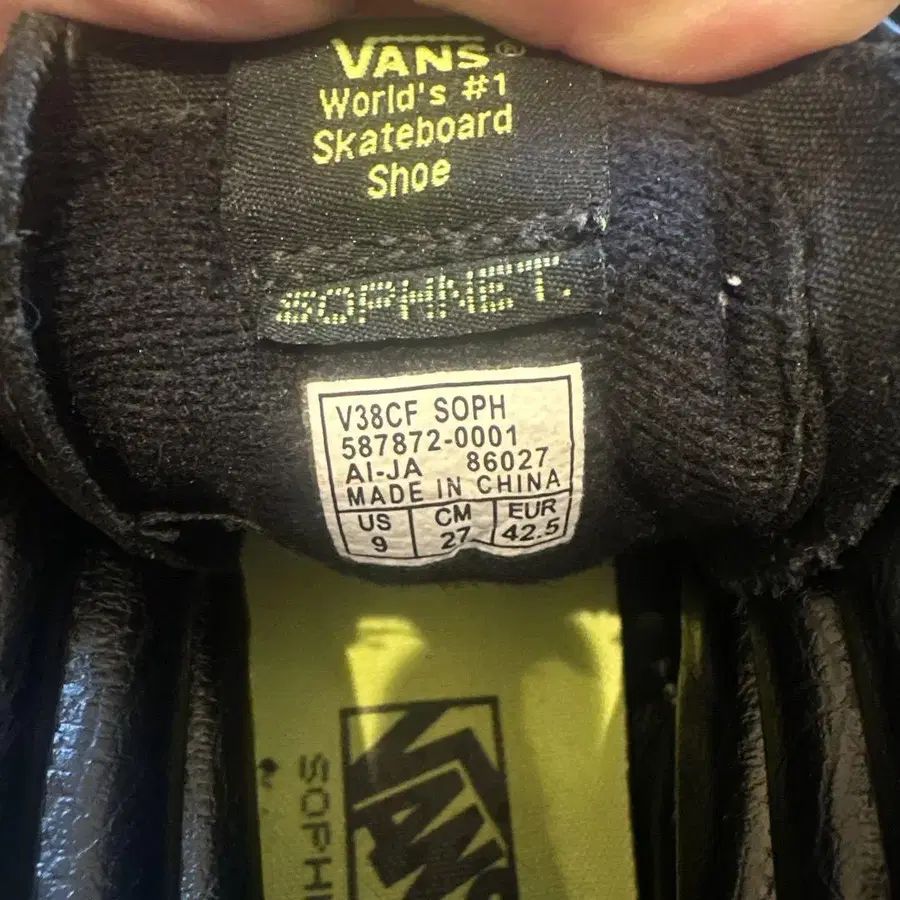 VANS®
World's #1
Skateboard
Shoe
SOPHNET.
V38CF SOPH
587872-0001
AI-JA 86027
MADE IN CHINA
US CM EUR
9 27 42.5
VANS
SOPH